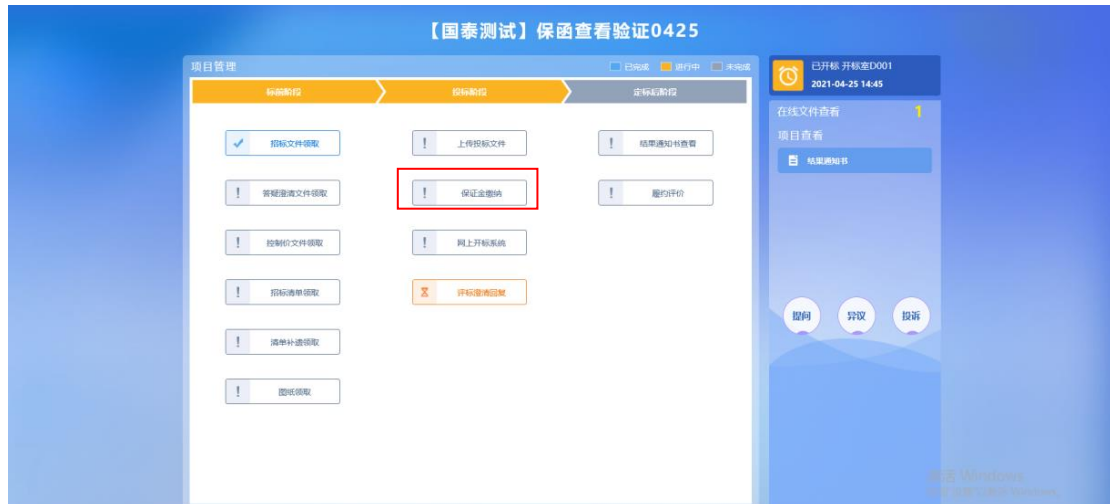 【国泰测试】保函查看验证0425
项目管理
已完成
进行中
未完成
标前阶段
投标阶段
定标后阶段
招标文件领取
上传投标文件
结果通知书查看
答疑澄清文件领取
保证金缴纳
履约评价
控制价文件领取
网上开标系统
招标清单领取
评标澄清回复
清单补遗领取
图纸领取
已开标 开标室D001
2021-04-25 14:45
在线文件查看
1
项目查看
结果通知书
提问
异议
投诉
激活 Windows